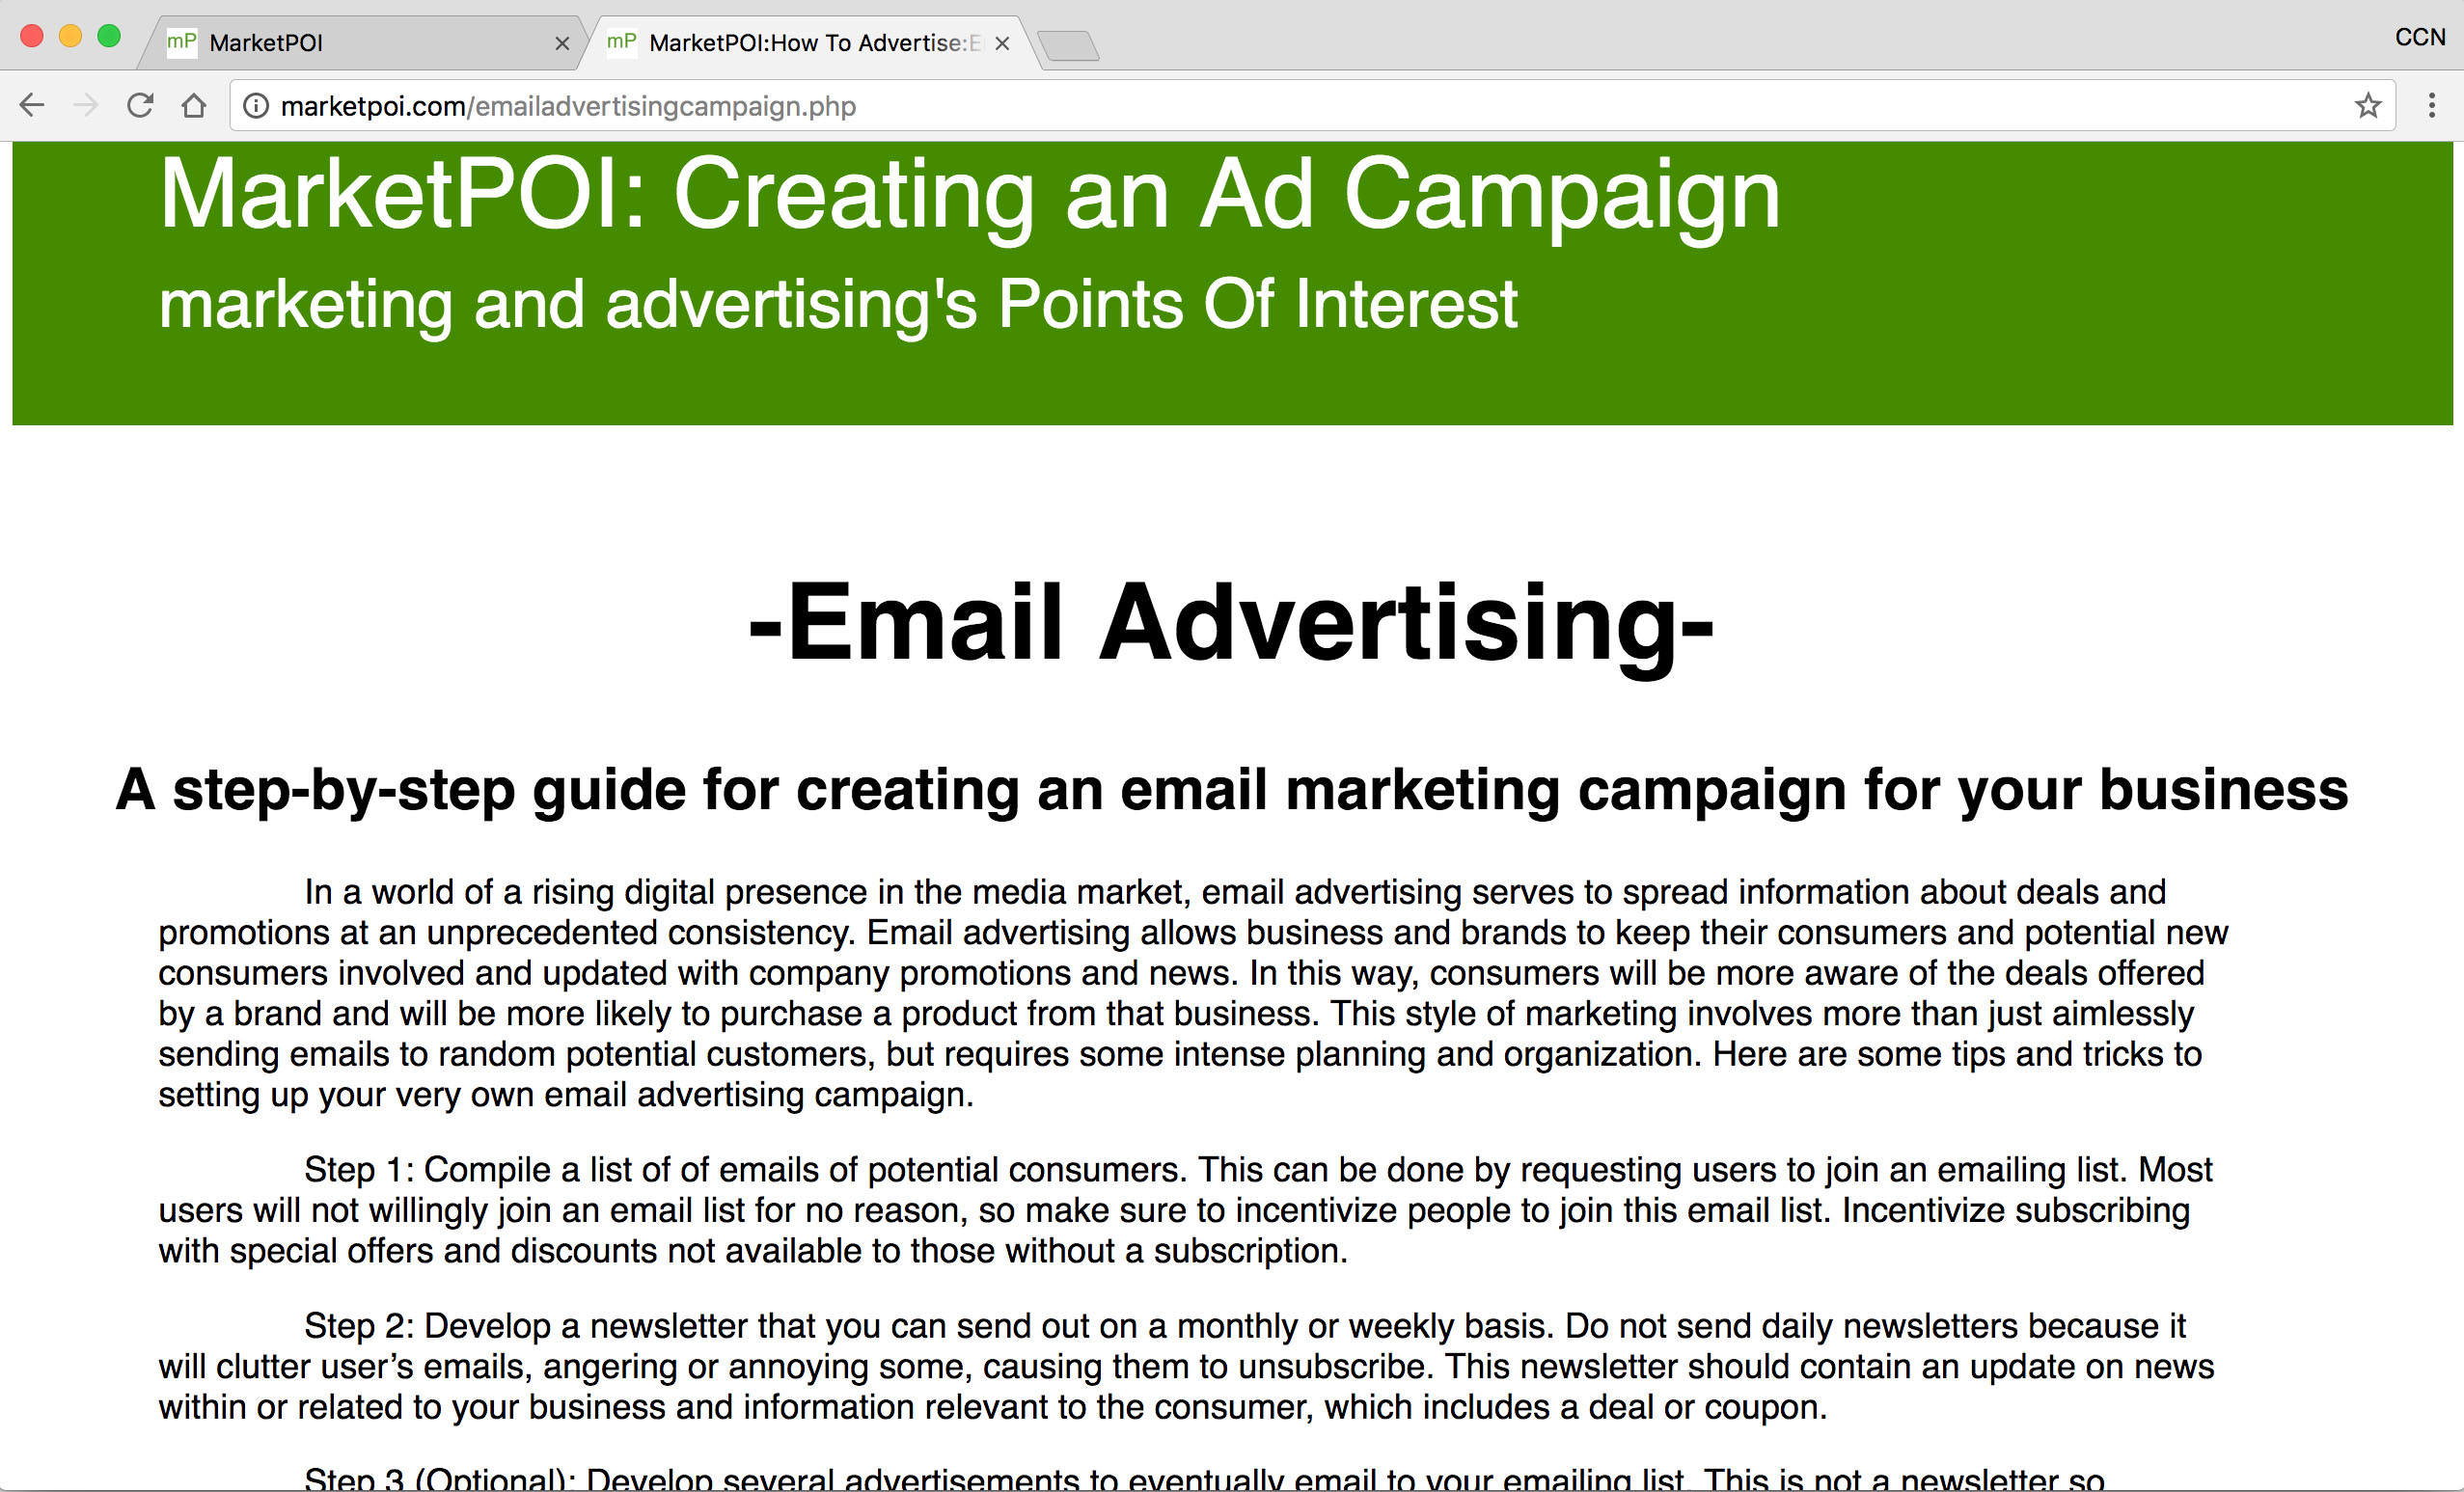 MarketPOI
MarketPOI:How To Advertise:E
CCN
marketpoi.com/emailadvertisingcampaign.php
MarketPOI: Creating an Ad Campaign
marketing and advertising's Points Of Interest
-Email Advertising-
A step-by-step guide for creating an email marketing campaign for your business
In a world of a rising digital presence in the media market, email advertising serves to spread information about deals and
promotions at an unprecedented consistency. Email advertising allows business and brands to keep their consumers and potential new
consumers involved and updated with company promotions and news. In this way, consumers will be more aware of the deals offered
by a brand and will be more likely to purchase a product from that business. This style of marketing involves more than just aimlessly
sending emails to random potential customers, but requires some intense planning and organization. Here are some tips and tricks to
setting up your very own email advertising campaign.
Step 1: Compile a list of of emails of potential consumers. This can be done by requesting users to join an emailing list. Most
users will not willingly join an email list for no reason, so make sure to incentivize people to join this email list. Incentivize subscribing
with special offers and discounts not available to those without a subscription.
Step 2: Develop a newsletter that you can send out on a monthly or weekly basis. Do not send daily newsletters because it
will clutter user’s emails, angering or annoying some, causing them to unsubscribe. This newsletter should contain an update on news
within or related to your business and information relevant to the consumer, which includes a deal or coupon.
Step 3 (Optional): Develop several advertisements to eventually email to your emailing list. This is not a newsletter so